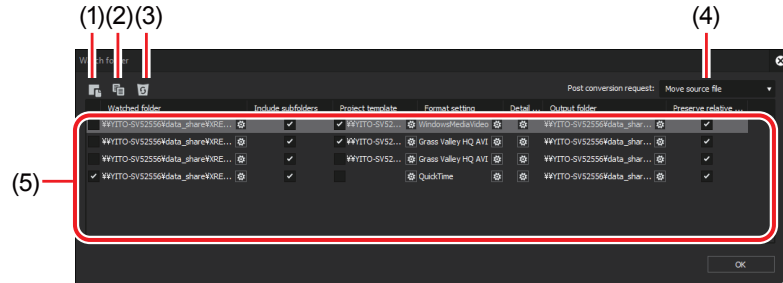 (1)(2)(3) (4)
Watch folder
Post conversion request: Move source file
Watched folder Include subfolders Project template Format setting Detail ... Output folder Preserve relative ...
¥¥YITO-SV52556¥data_share¥XRE... ¥¥YITO-SV52... WindowsMediaVideo ¥¥YITO-SV52556¥data_shar...
¥¥YITO-SV52556¥data_share¥XRE... ¥¥YITO-SV52... Grass Valley HQ AVI ¥¥YITO-SV52556¥data_shar...
¥¥YITO-SV52556¥data_share¥XRE... ¥¥YITO-SV52... Grass Valley HQ AVI ¥¥YITO-SV52556¥data_shar...
(5)
¥¥YITO-SV52556¥data_share¥XRE... QuickTime ¥¥YITO-SV52556¥data_shar...
OK